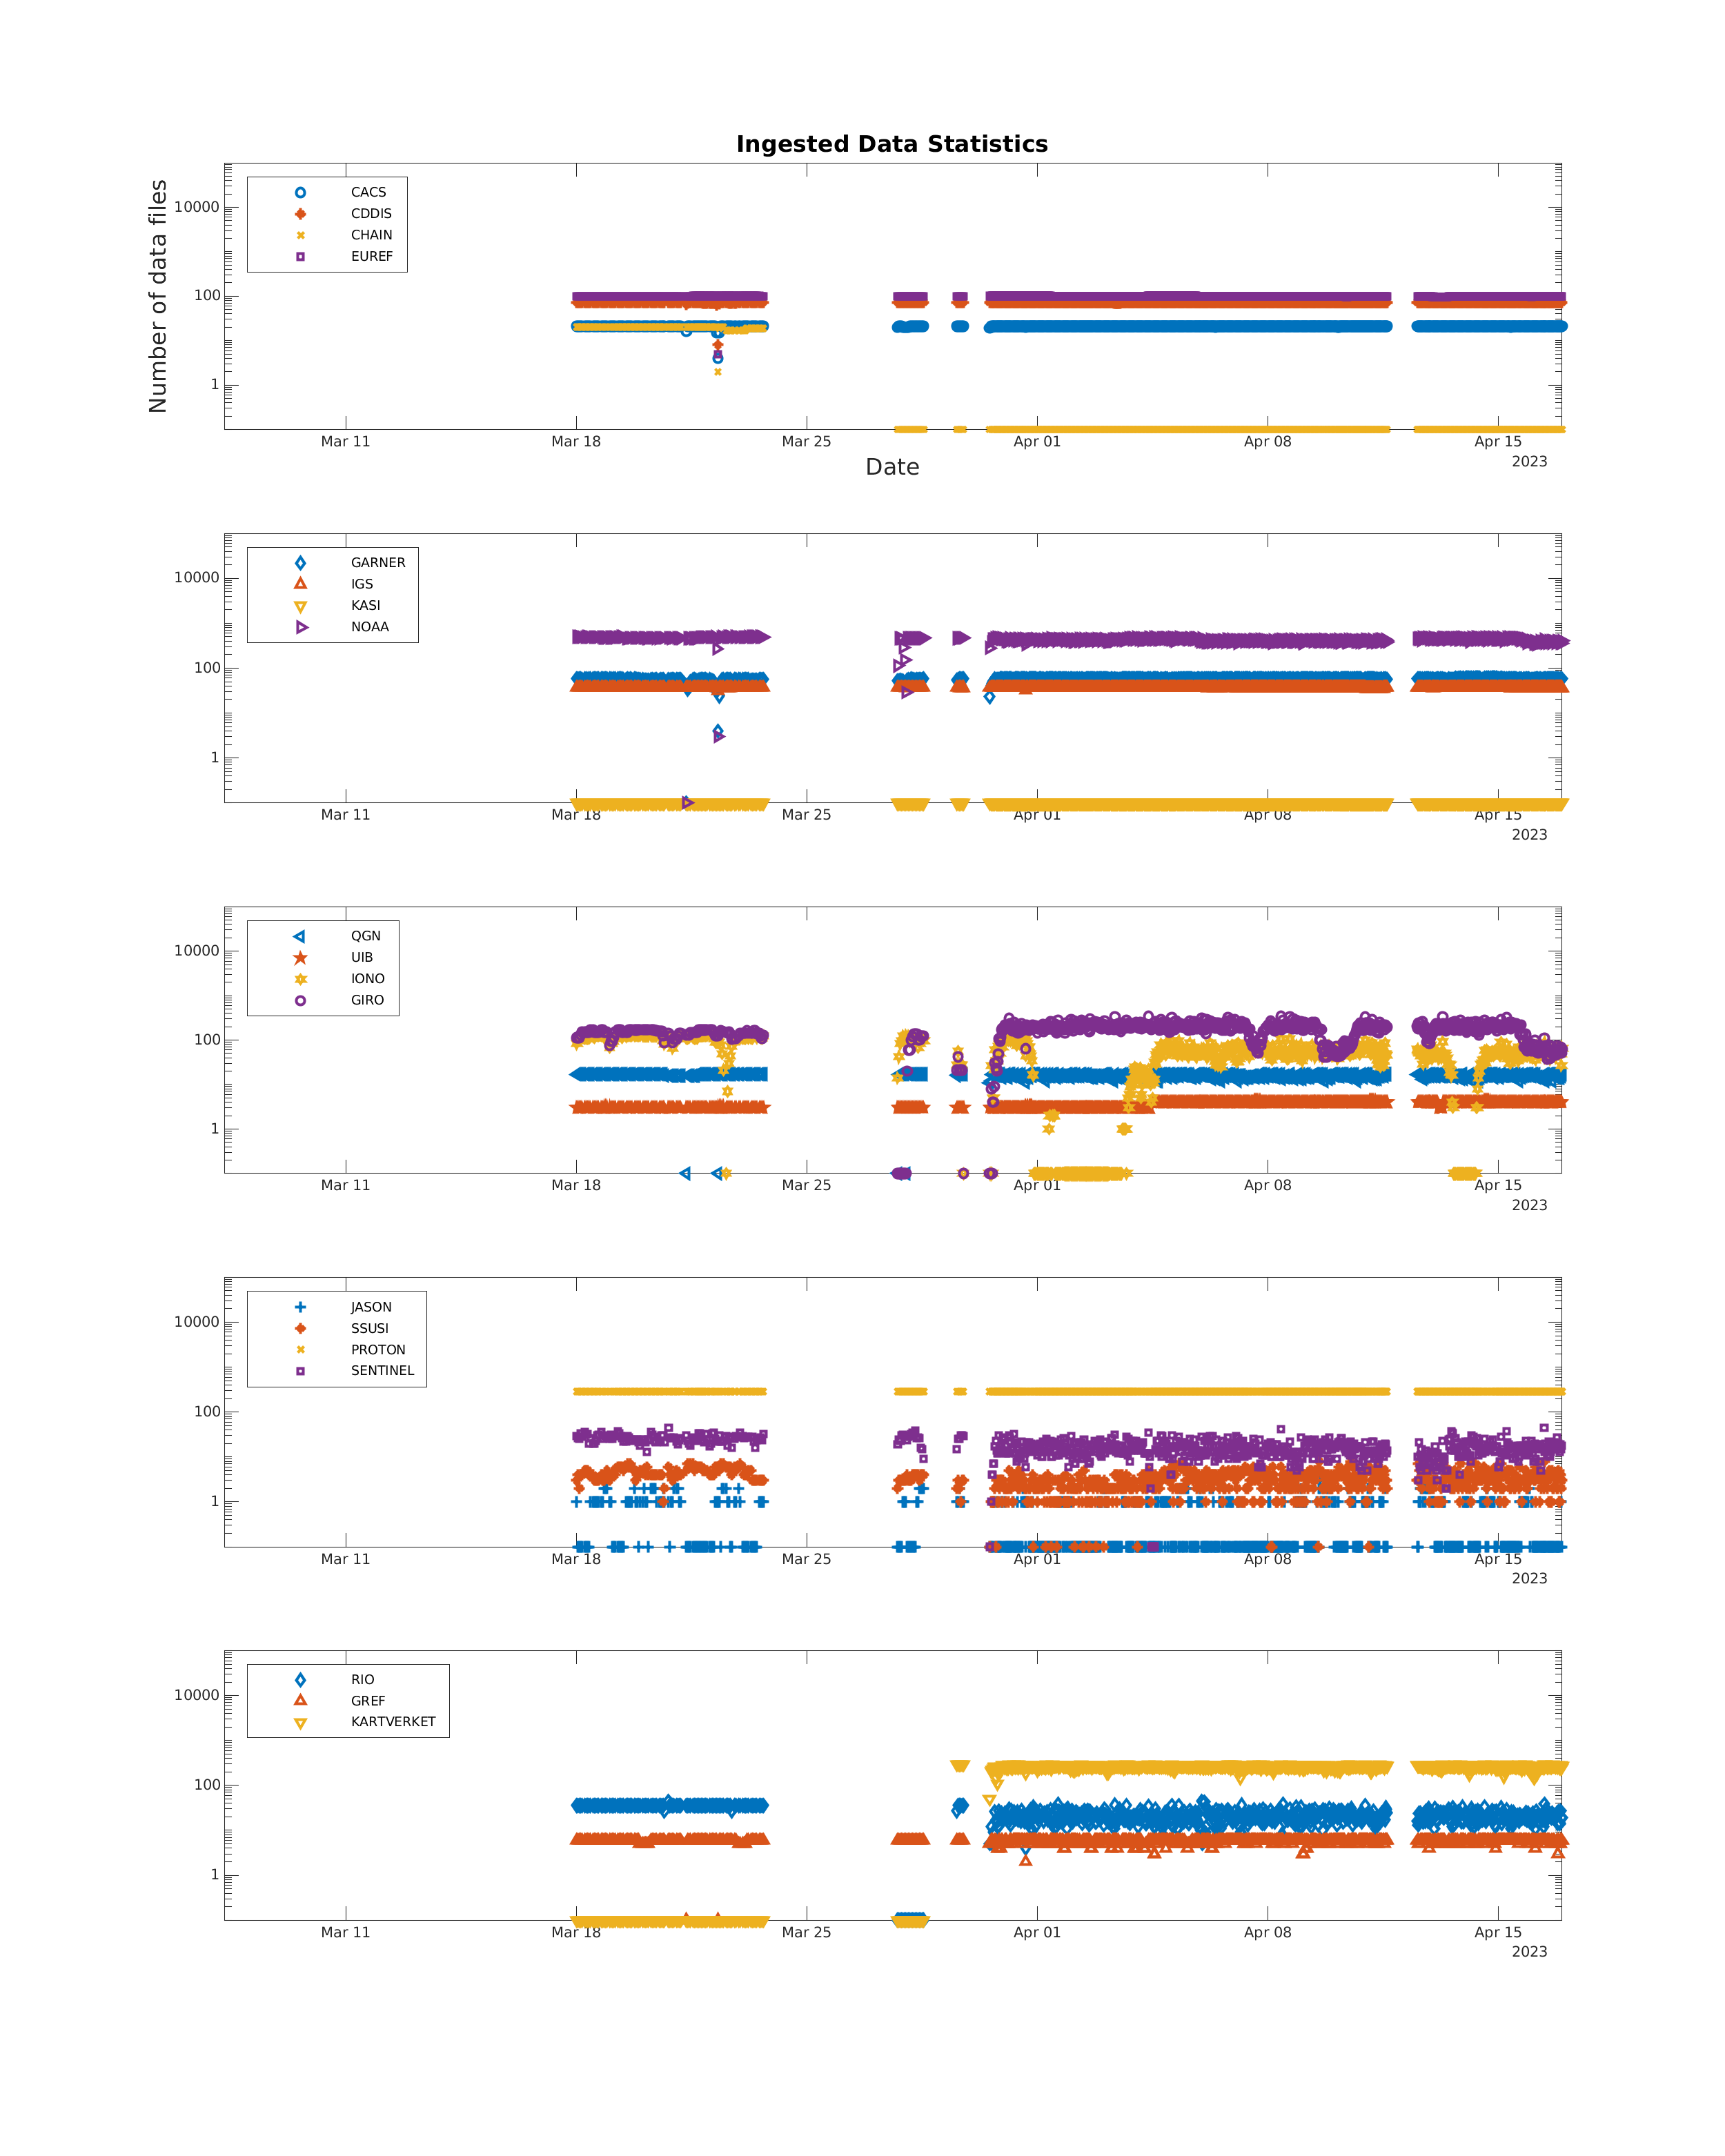 Ingested Data Statistics
Number of data files
CACS
CDDIS
CHAIN
EUREF
10000
100
1
Mar 11 Mar 18 Mar 25 Apr 01 Apr 08 Apr 15
2023
Date
GARNER
IGS
KASI
NOAA
10000
100
1
Mar 11 Mar 18 Mar 25 Apr 01 Apr 08 Apr 15
2023
QGN
UIB
IONO
GIRO
10000
100
1
Mar 11 Mar 18 Mar 25 Apr 01 Apr 08 Apr 15
2023
JASON
SSUSI
PROTON
SENTINEL
10000
100
1
Mar 11 Mar 18 Mar 25 Apr 01 Apr 08 Apr 15
2023
RIO
GREF
KARTVERKET
10000
100
1
Mar 11 Mar 18 Mar 25 Apr 01 Apr 08 Apr 15
2023